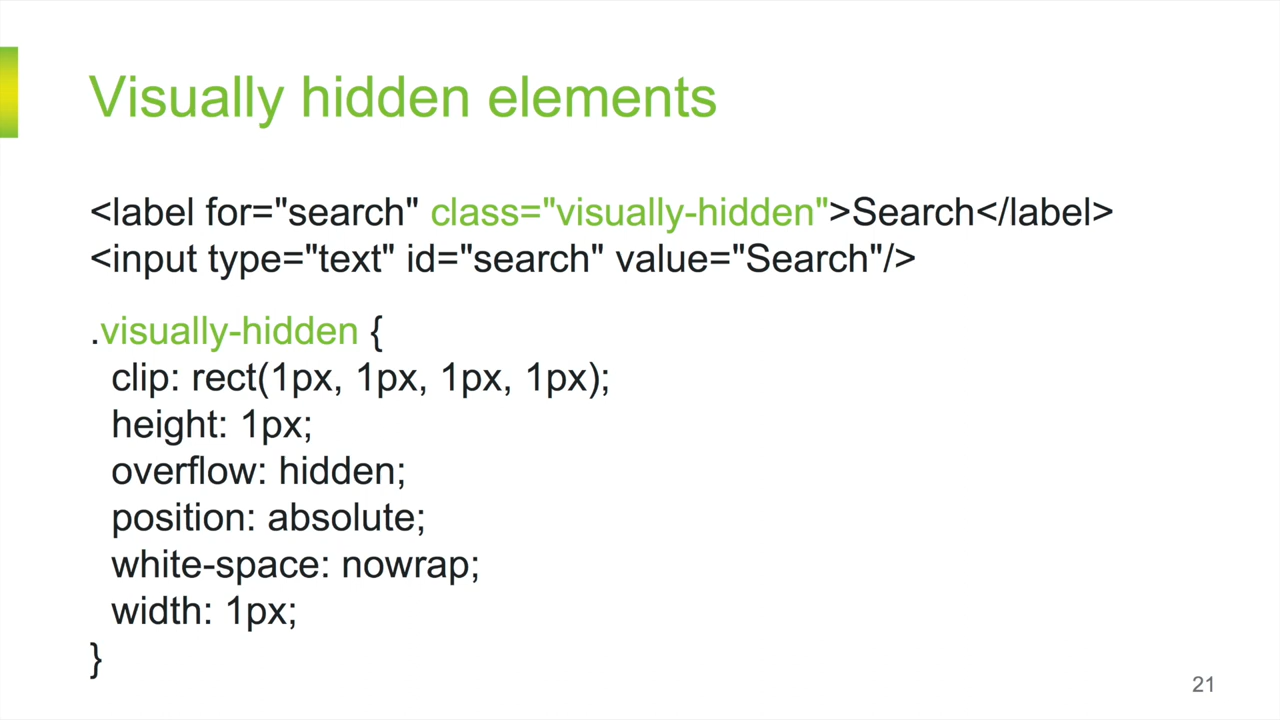 Visually hidden elements
<label for="search" class="visually-hidden">Search</label>
<input type="text" id="search" value="Search"/>
.visually-hidden {
clip: rect(1px, 1px, 1px, 1px);
height: 1px;
overflow: hidden;
position: absolute;
white-space: nowrap;
width: 1px;
}
21